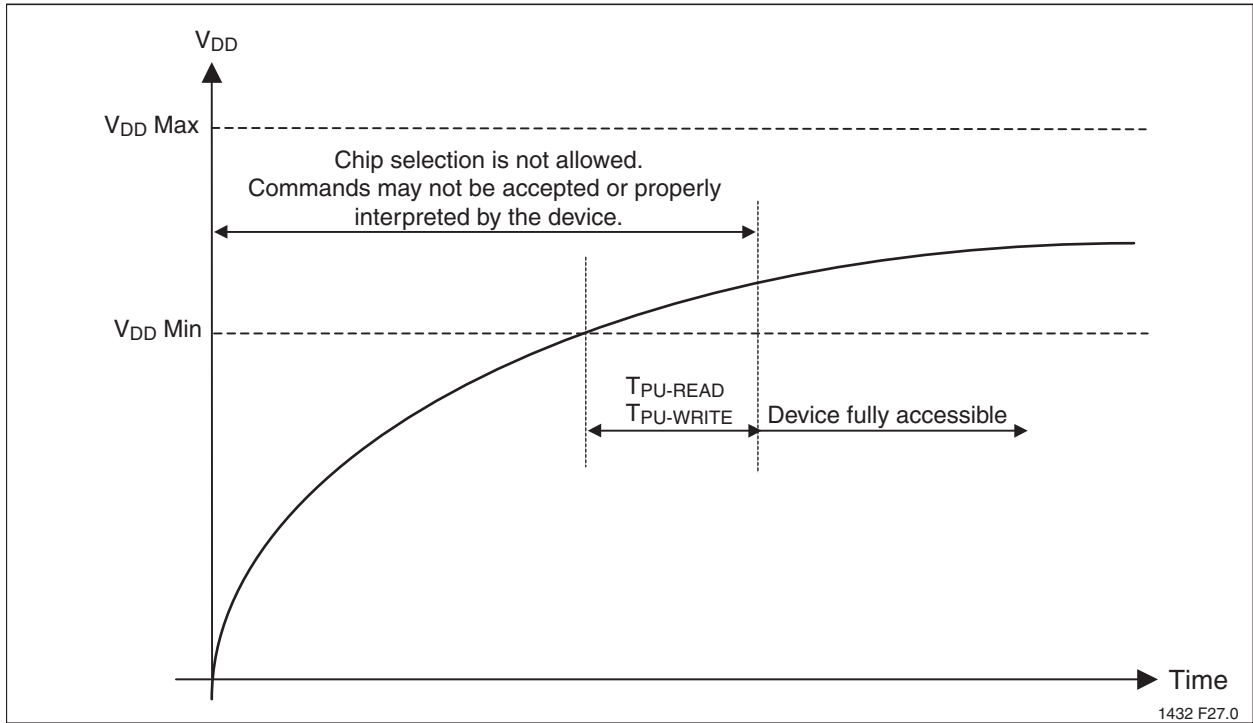 VDD
VDD Max
Chip selection is not allowed.
Commands may not be accepted or properly
interpreted by the device.
VDD Min
TPU-READ
TPU-WRITE
Device fully accessible
Time
1432 F27.0